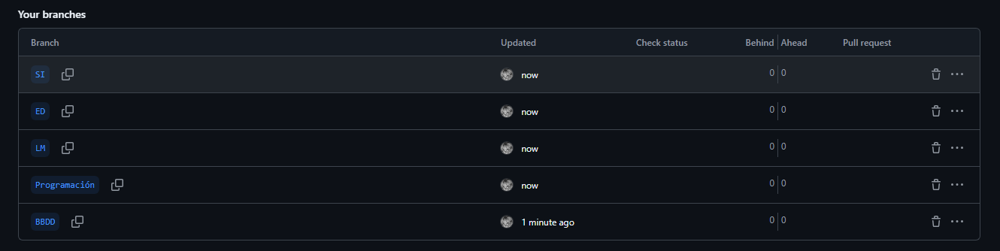 Your branches
Branch Updated Check status Behind Ahead Pull request
SI now 0 0
ED now 0 0
LM now 0 0
Programación now 0 0
BBDD 1 minute ago 0 0